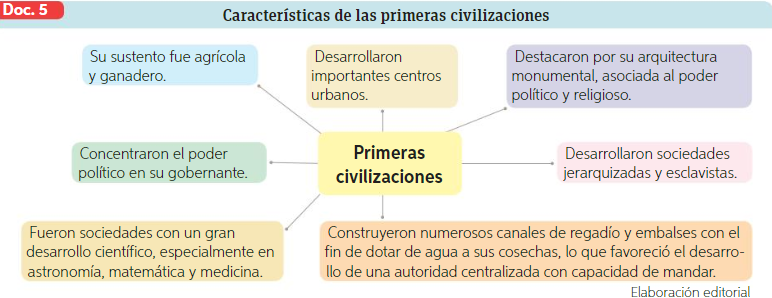 Doc. 5
Características de las primeras civilizaciones
Su sustento fue agrícola
y ganadero.
Desarrollaron
importantes centros
urbanos.
Destacaron por su arquitectura
monumental, asociada al poder
político y religioso.
Concentraron el poder
político en su gobernante.
Primeras
civilizaciones
Desarrollaron sociedades
jerarquizadas y esclavistas.
Fueron sociedades con un gran
desarrollo científico, especialmente en
astronomía, matemática y medicina.
Construyeron numerosos canales de regadío y embalses con el
fin de dotar de agua a sus cosechas, lo que favoreció el desarro-
llo de una autoridad centralizada con capacidad de mandar.
Elaboración editorial